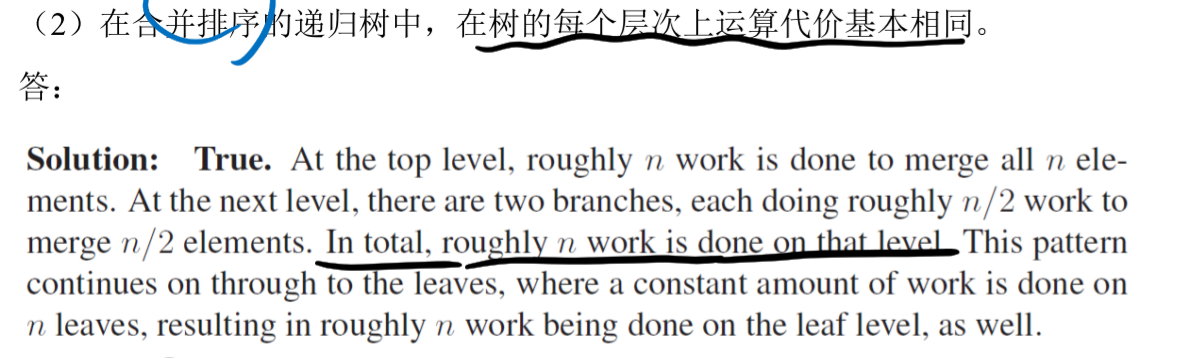 （2）在合并排序的递归树中，在树的每个层次上运算代价基本相同。
答：
Solution: True. At the top level, roughly n work is done to merge all n ele-
ments. At the next level, there are two branches, each doing roughly n/2 work to
merge n/2 elements. In total, roughly n work is done on that level. This pattern
continues on through to the leaves, where a constant amount of work is done on
n leaves, resulting in roughly n work being done on the leaf level, as well.